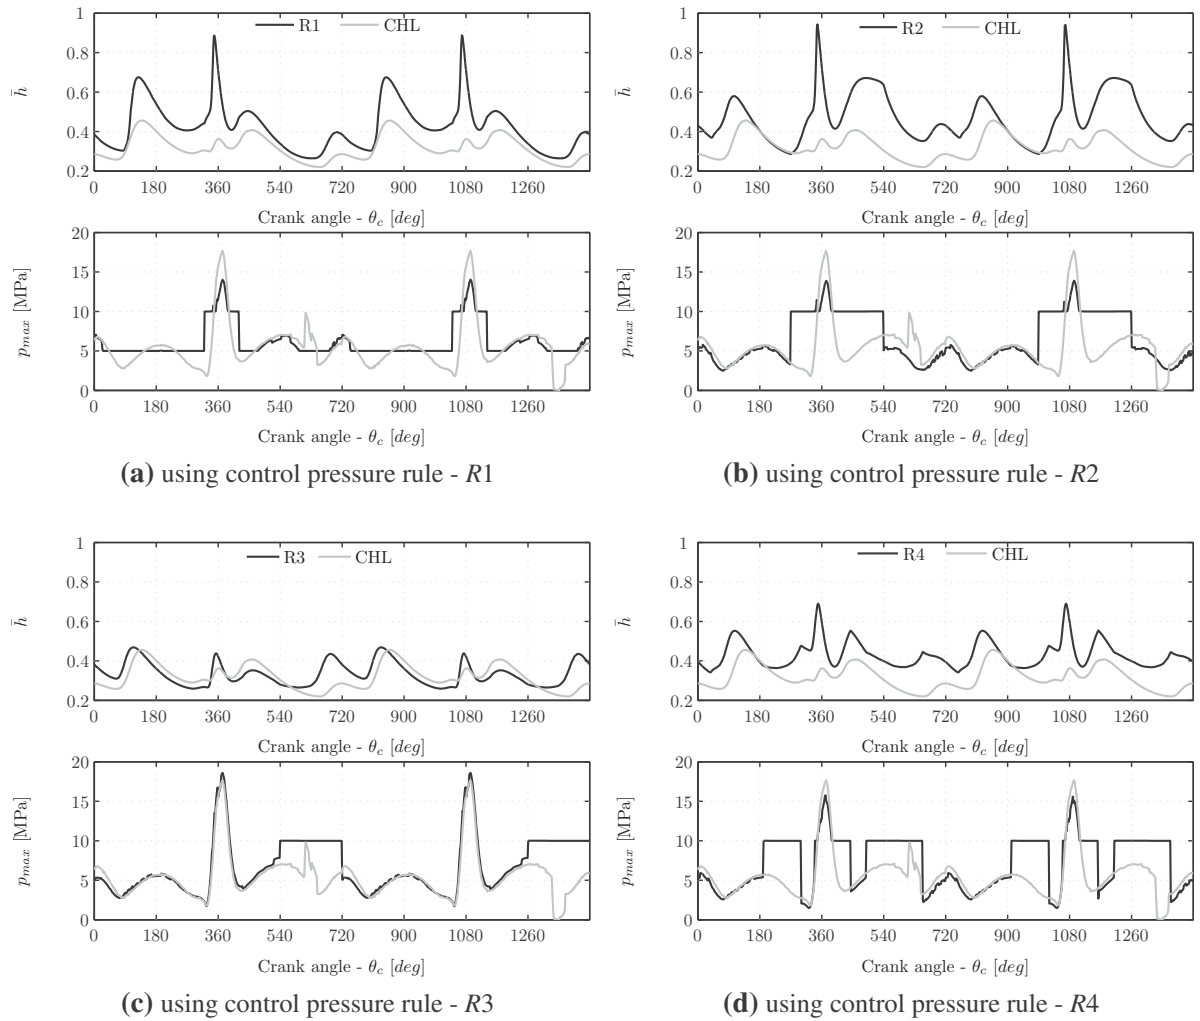 1
0.8
0.6
0.4
0.2
h̄
R1
CHL
0 180 360 540 720 900 1080 1260
Crank angle - θc [deg]
20
15
10
5
0
pmax [MPa]
0 180 360 540 720 900 1080 1260
Crank angle - θc [deg]
(a) using control pressure rule - R1
1
0.8
0.6
0.4
0.2
h̄
R2
CHL
0 180 360 540 720 900 1080 1260
Crank angle - θc [deg]
20
15
10
5
0
pmax [MPa]
0 180 360 540 720 900 1080 1260
Crank angle - θc [deg]
(b) using control pressure rule - R2
1
0.8
0.6
0.4
0.2
h̄
R3
CHL
0 180 360 540 720 900 1080 1260
Crank angle - θc [deg]
20
15
10
5
0
pmax [MPa]
0 180 360 540 720 900 1080 1260
Crank angle - θc [deg]
(c) using control pressure rule - R3
1
0.8
0.6
0.4
0.2
h̄
R4
CHL
0 180 360 540 720 900 1080 1260
Crank angle - θc [deg]
20
15
10
5
0
pmax [MPa]
0 180 360 540 720 900 1080 1260
Crank angle - θc [deg]
(d) using control pressure rule - R4